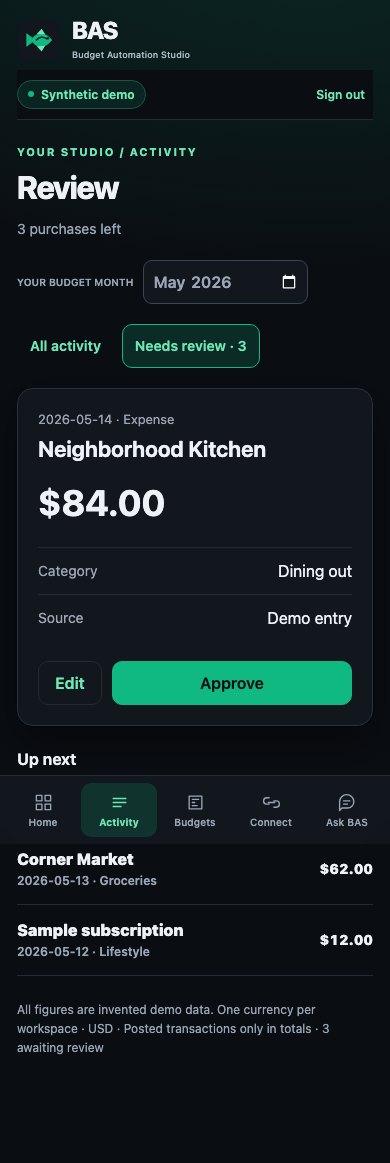 BAS
Budget Automation Studio
Synthetic demo
Sign out
YOUR STUDIO / ACTIVITY
Review
3 purchases left
YOUR BUDGET MONTH
May 2026
All activity
Needs review · 3
2026-05-14 · Expense
Neighborhood Kitchen
$84.00
Category
Dining out
Source
Demo entry
Edit
Approve
Up next
Home
Activity
Budgets
Connect
Ask BAS
Corner Market
$62.00
2026-05-13 · Groceries
Sample subscription
$12.00
2026-05-12 · Lifestyle
All figures are invented demo data. One currency per
workspace · USD · Posted transactions only in totals · 3
awaiting review